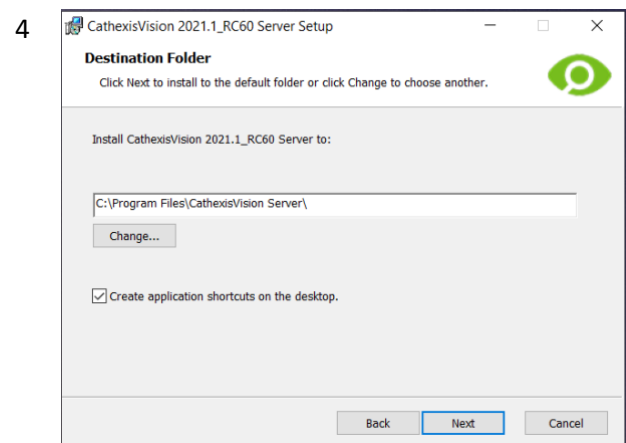 4
CathexisVision 2021.1_RC60 Server Setup
Destination Folder
Click Next to install to the default folder or click Change to choose another.
Install CathexisVision 2021.1_RC60 Server to:
C:\Program Files\CathexisVision Server\
Change...
Create application shortcuts on the desktop.
Back Next Cancel